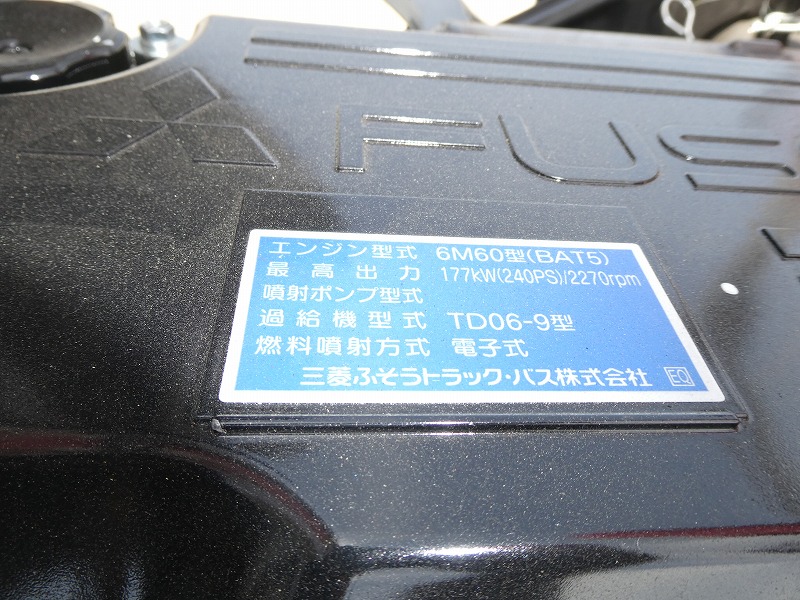 FUS
エンジン型式 6M60型(BAT5)
最高出力 177kW(240PS)/2270rpm
噴射ポンプ型式
過給機型式 TD06-9型
燃料噴射方式 電子式
三菱ふそうトラック・バス株式会社 EQ